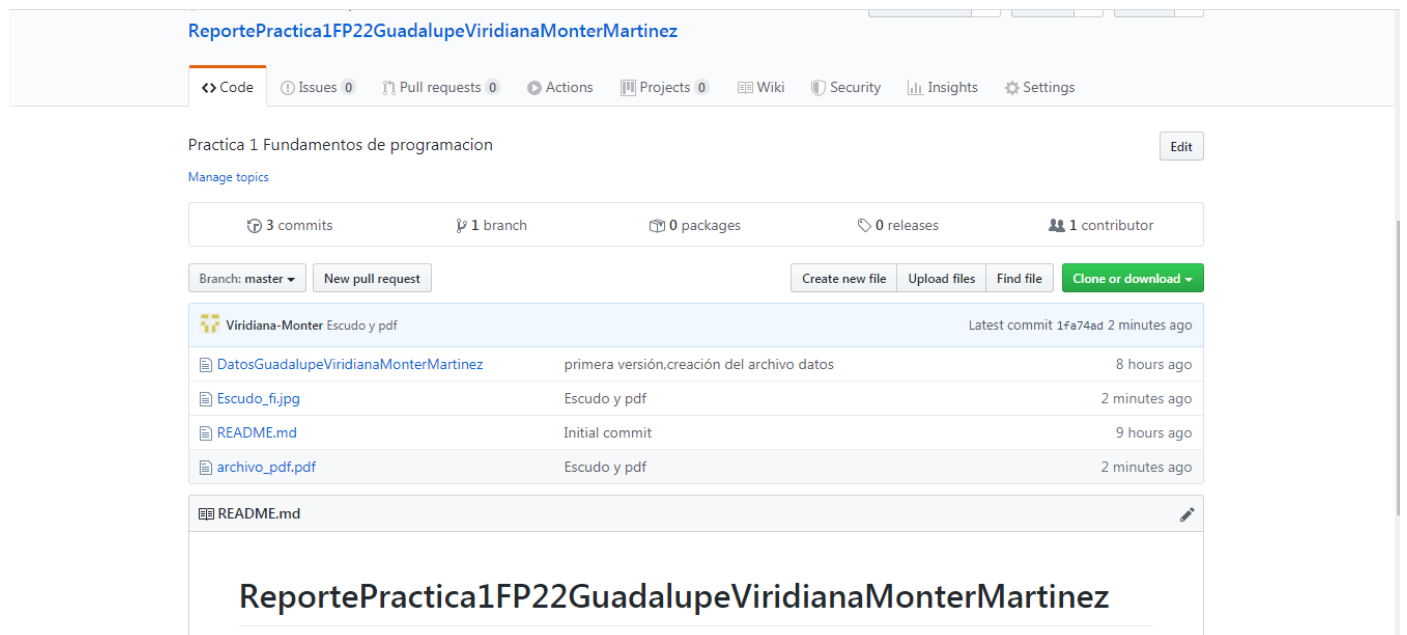 ReportePractica1FP22GuadalupeViridianaMonterMartinez
Code Issues 0 Pull requests 0 Actions Projects 0 Wiki Security Insights Settings
Practica 1 Fundamentos de programacion Edit
Manage topics
3 commits 1 branch 0 packages 0 releases 1 contributor
Branch: master New pull request Create new file Upload files Find file Clone or download
Viridiana-Monter Escudo y pdf Latest commit 1fa74ad 2 minutes ago
DatosGuadalupeViridianaMonterMartinez primera versión,creación del archivo datos 8 hours ago
Escudo_fi.jpg Escudo y pdf 2 minutes ago
README.md Initial commit 9 hours ago
archivo_pdf.pdf Escudo y pdf 2 minutes ago
README.md
ReportePractica1FP22GuadalupeViridianaMonterMartinez